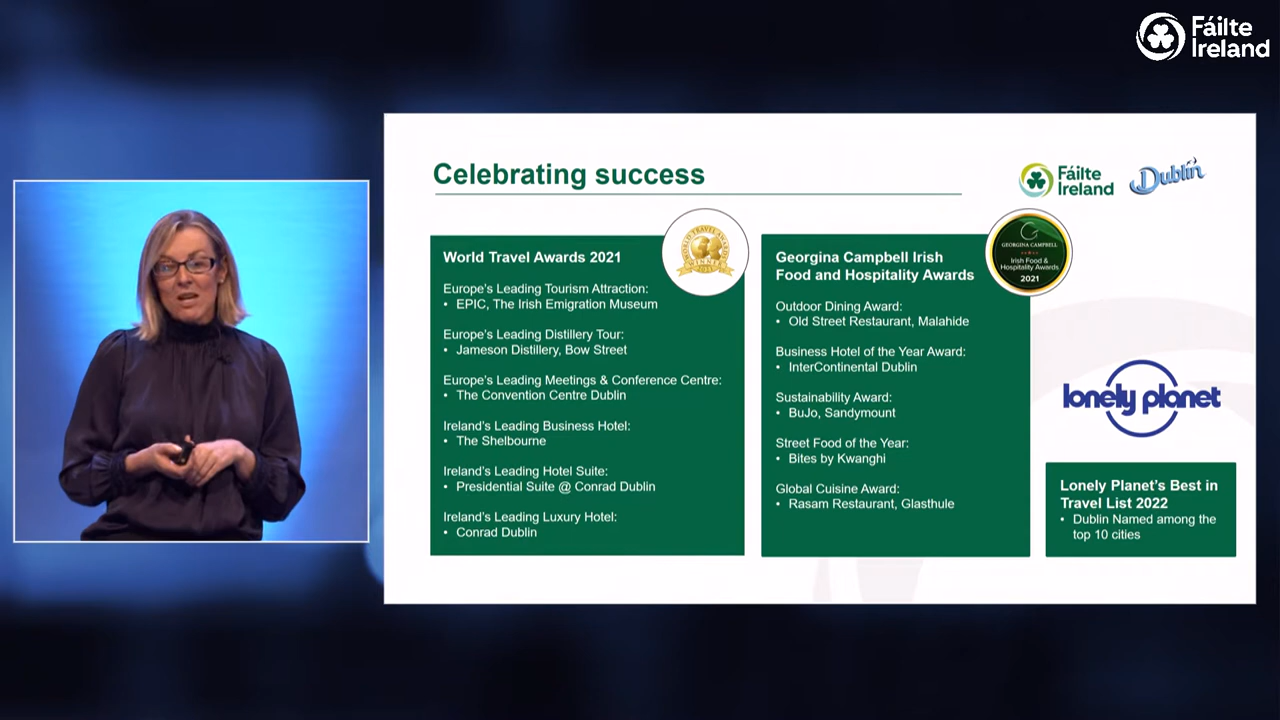 Fáilte
Ireland
Celebrating success
Fáilte
Ireland
Dublin
World Travel Awards 2021
Europe's Leading Tourism Attraction:
• EPIC, The Irish Emigration Museum
Europe's Leading Distillery Tour:
• Jameson Distillery, Bow Street
Europe's Leading Meetings & Conference Centre:
• The Convention Centre Dublin
Ireland's Leading Business Hotel:
• The Shelbourne
Ireland's Leading Hotel Suite:
• Presidential Suite @ Conrad Dublin
Ireland's Leading Luxury Hotel:
• Conrad Dublin
Georgina Campbell Irish
Food and Hospitality Awards
GEORGINA CAMPBELL
Irish Food &
Hospitality Awards
2021
Outdoor Dining Award:
• Old Street Restaurant, Malahide
Business Hotel of the Year Award:
• InterContinental Dublin
Sustainability Award:
• BuJo, Sandymount
Street Food of the Year:
• Bites by Kwanghi
Global Cuisine Award:
• Rasam Restaurant, Glasthule
lonely planet
Lonely Planet's Best in
Travel List 2022
• Dublin Named among the
top 10 cities